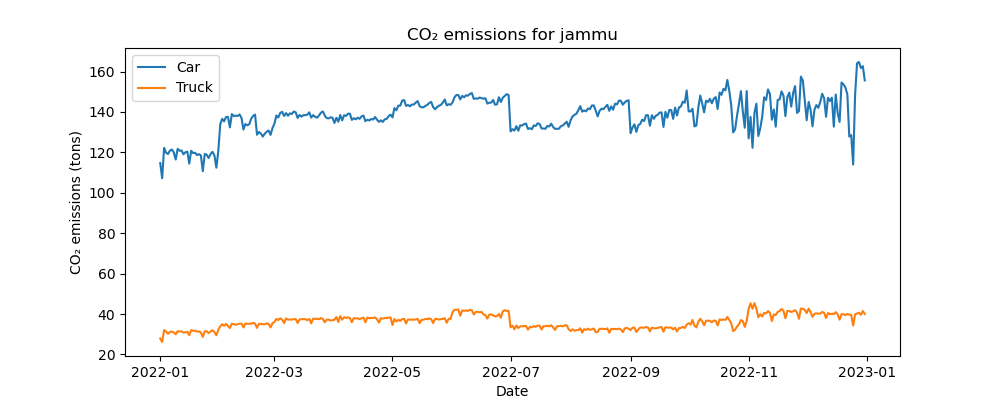 CO₂ emissions for jammu
Car
Truck
CO₂ emissions (tons)
160
140
120
100
80
60
40
20
2022-01 2022-03 2022-05 2022-07 2022-09 2022-11 2023-01
Date